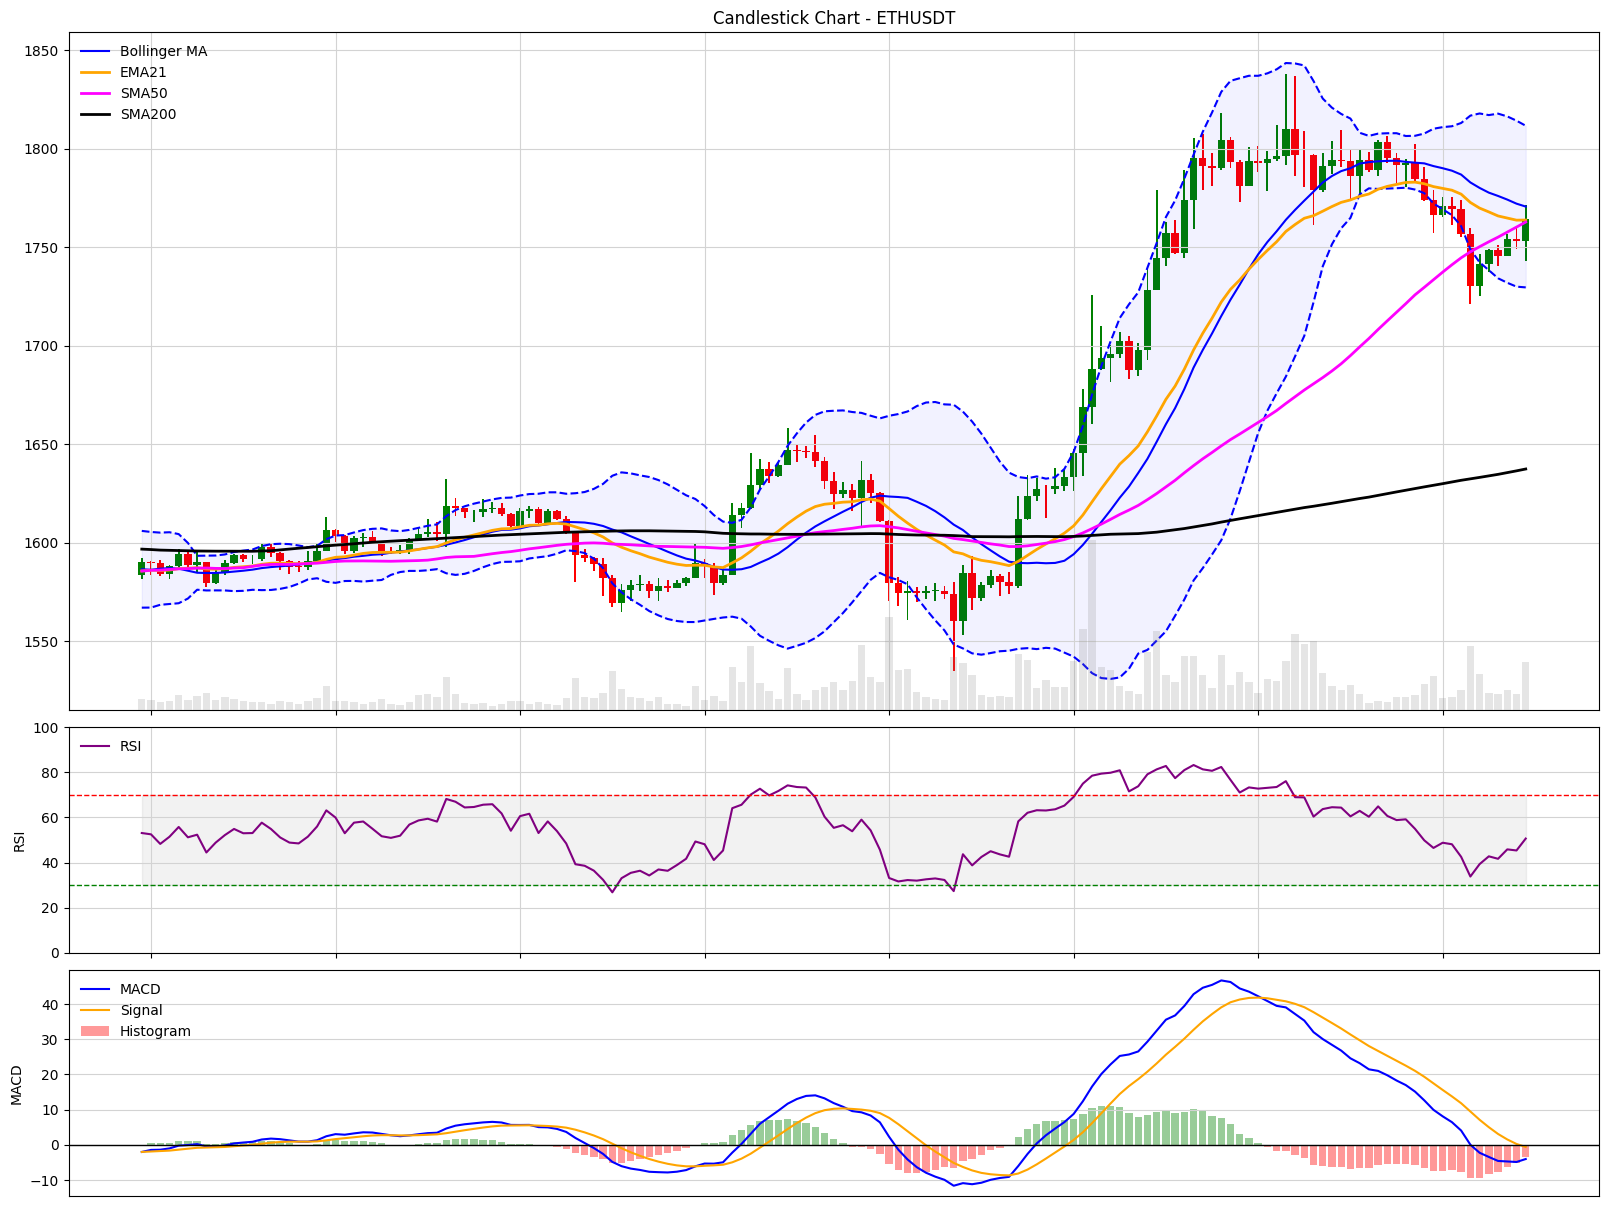 Candlestick Chart - ETHUSDT
1850
1800
1750
1700
1650
1600
1550
Bollinger MA
EMA21
SMA50
SMA200
100
80
60
40
20
0
RSI
RSI
40
30
20
10
0
−10
MACD
MACD
Signal
Histogram